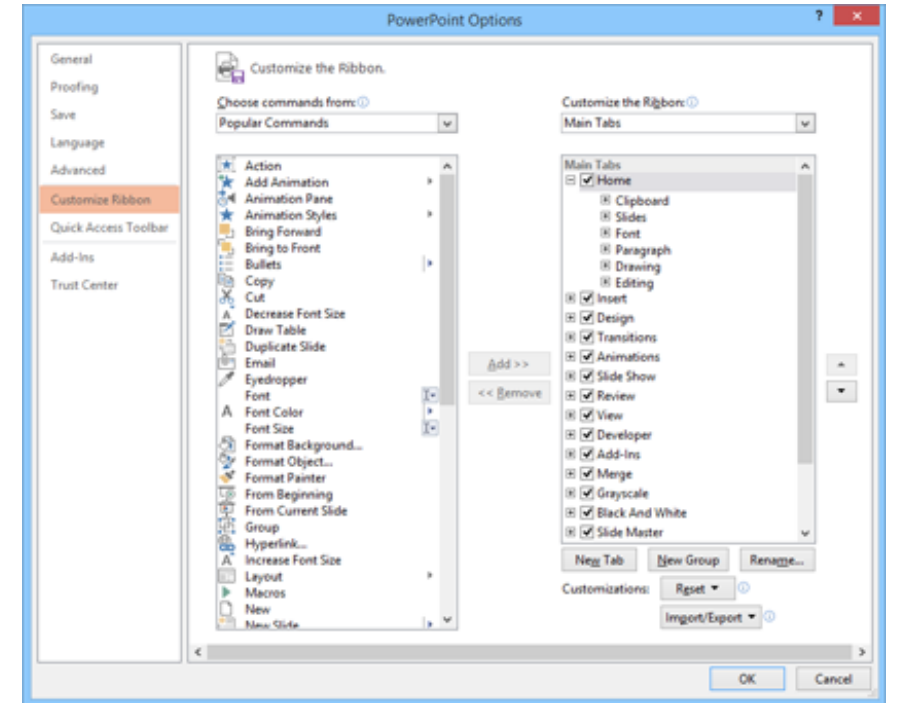 PowerPoint Options
?
General
Proofing
Save
Language
Advanced
Customize Ribbon
Quick Access Toolbar
Add-Ins
Trust Center
Customize the Ribbon.
Choose commands from:
Popular Commands
Action
Add Animation
Animation Pane
Animation Styles
Bring Forward
Bring to Front
Bullets
Copy
Cut
Decrease Font Size
Draw Table
Duplicate Slide
Email
Eyedropper
Font
Font Color
Font Size
Format Background...
Format Object...
Format Painter
From Beginning
From Current Slide
Group
Hyperlink...
Increase Font Size
Layout
Macros
New
New Slide
Add >>
<< Remove
Customize the Ribbon:
Main Tabs
Main Tabs
Home
Clipboard
Slides
Font
Paragraph
Drawing
Editing
Insert
Design
Transitions
Animations
Slide Show
Review
View
Developer
Add-Ins
Merge
Grayscale
Black And White
Slide Master
New Tab
New Group
Rename...
Customizations:
Reset
Import/Export
OK
Cancel